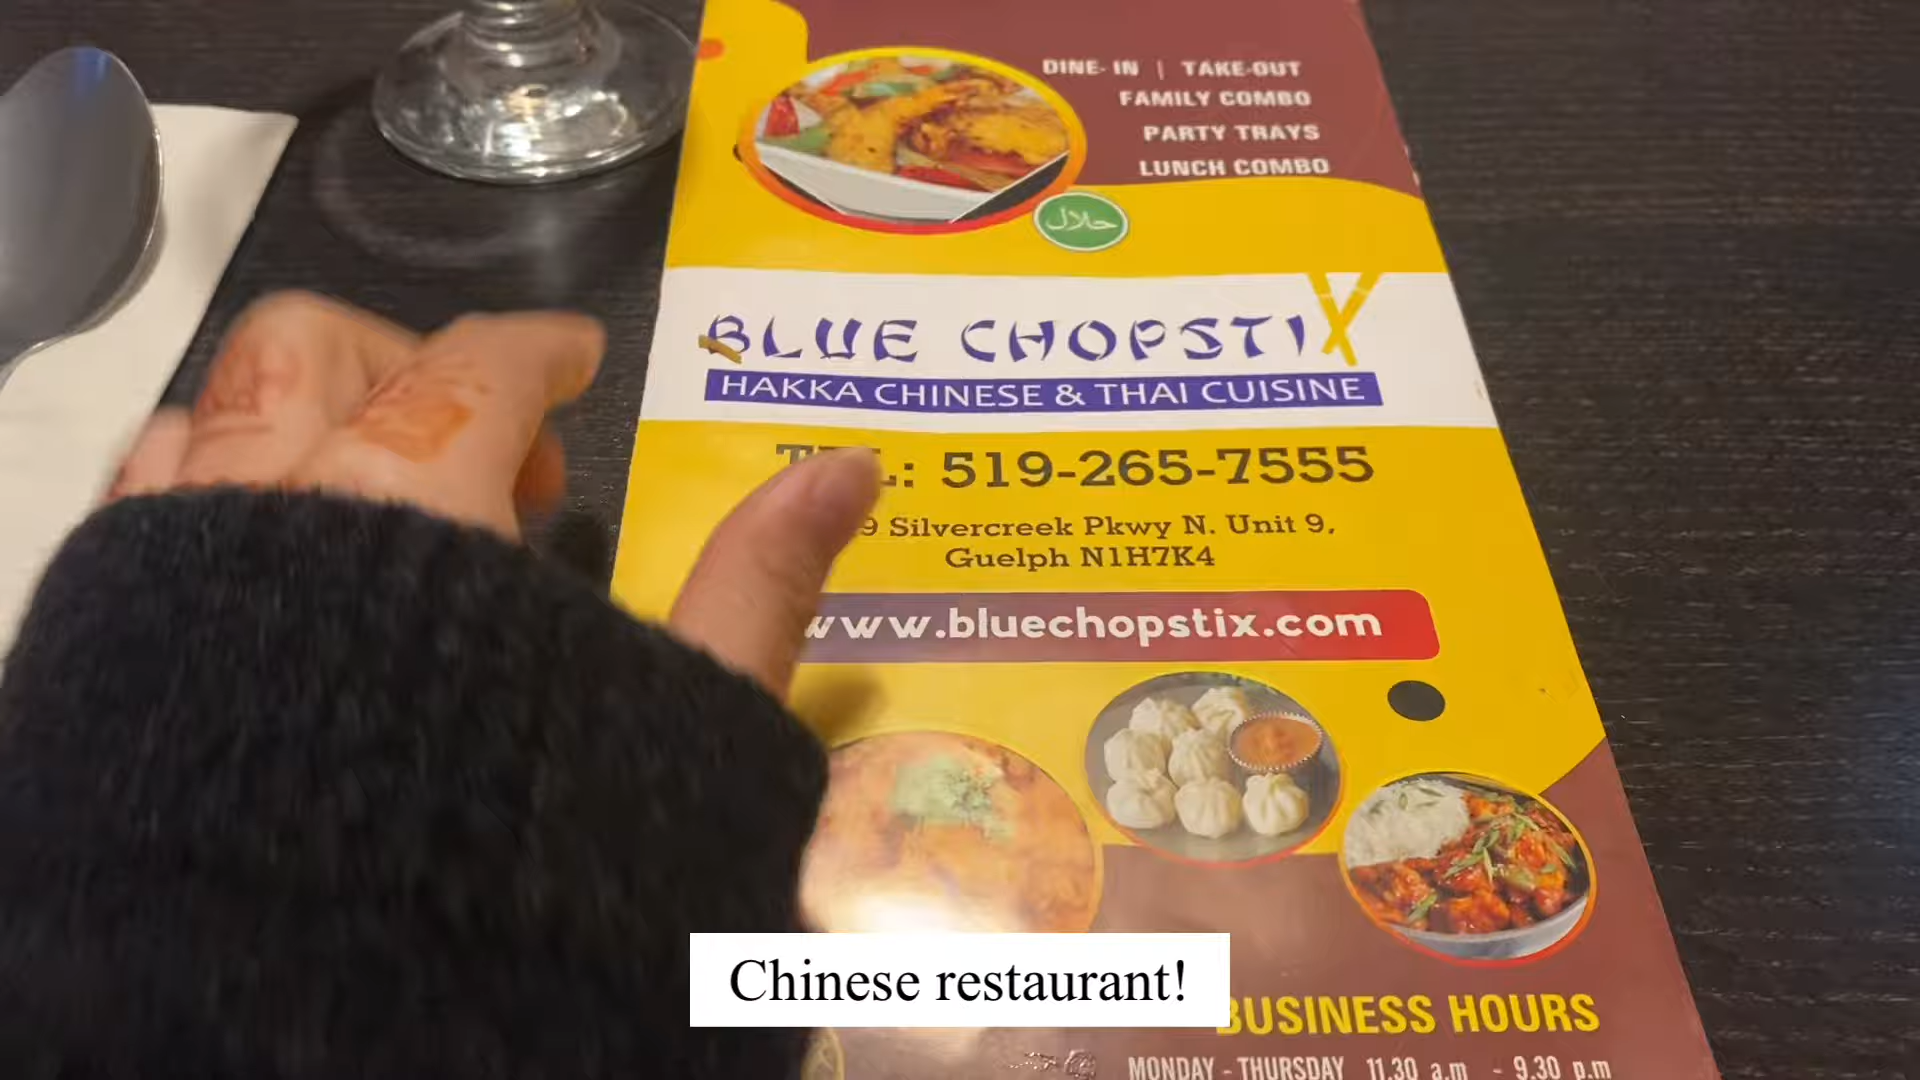 DINE-IN | TAKE-OUT
FAMILY COMBO
PARTY TRAYS
LUNCH COMBO
حلال
BLUE CHOPSTIX
HAKKA CHINESE & THAI CUISINE
TEL: 519-265-7555
9 Silvercreek Pkwy N. Unit 9,
Guelph N1H7K4
www.bluechopstix.com
Chinese restaurant!
BUSINESS HOURS
MONDAY - THURSDAY 11.30 a.m - 9.30 p.m